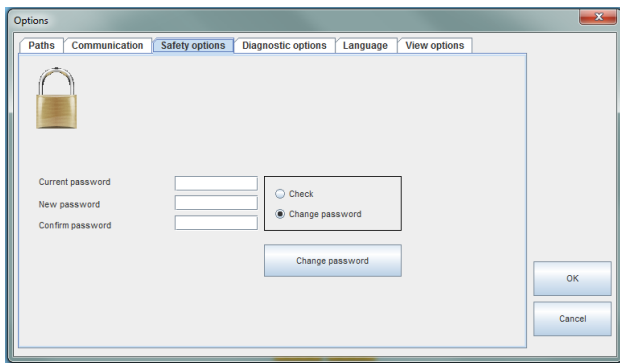 Options
Paths Communication Safety options Diagnostic options Language View options
Current password
New password
Confirm password
Check
Change password
Change password
OK
Cancel